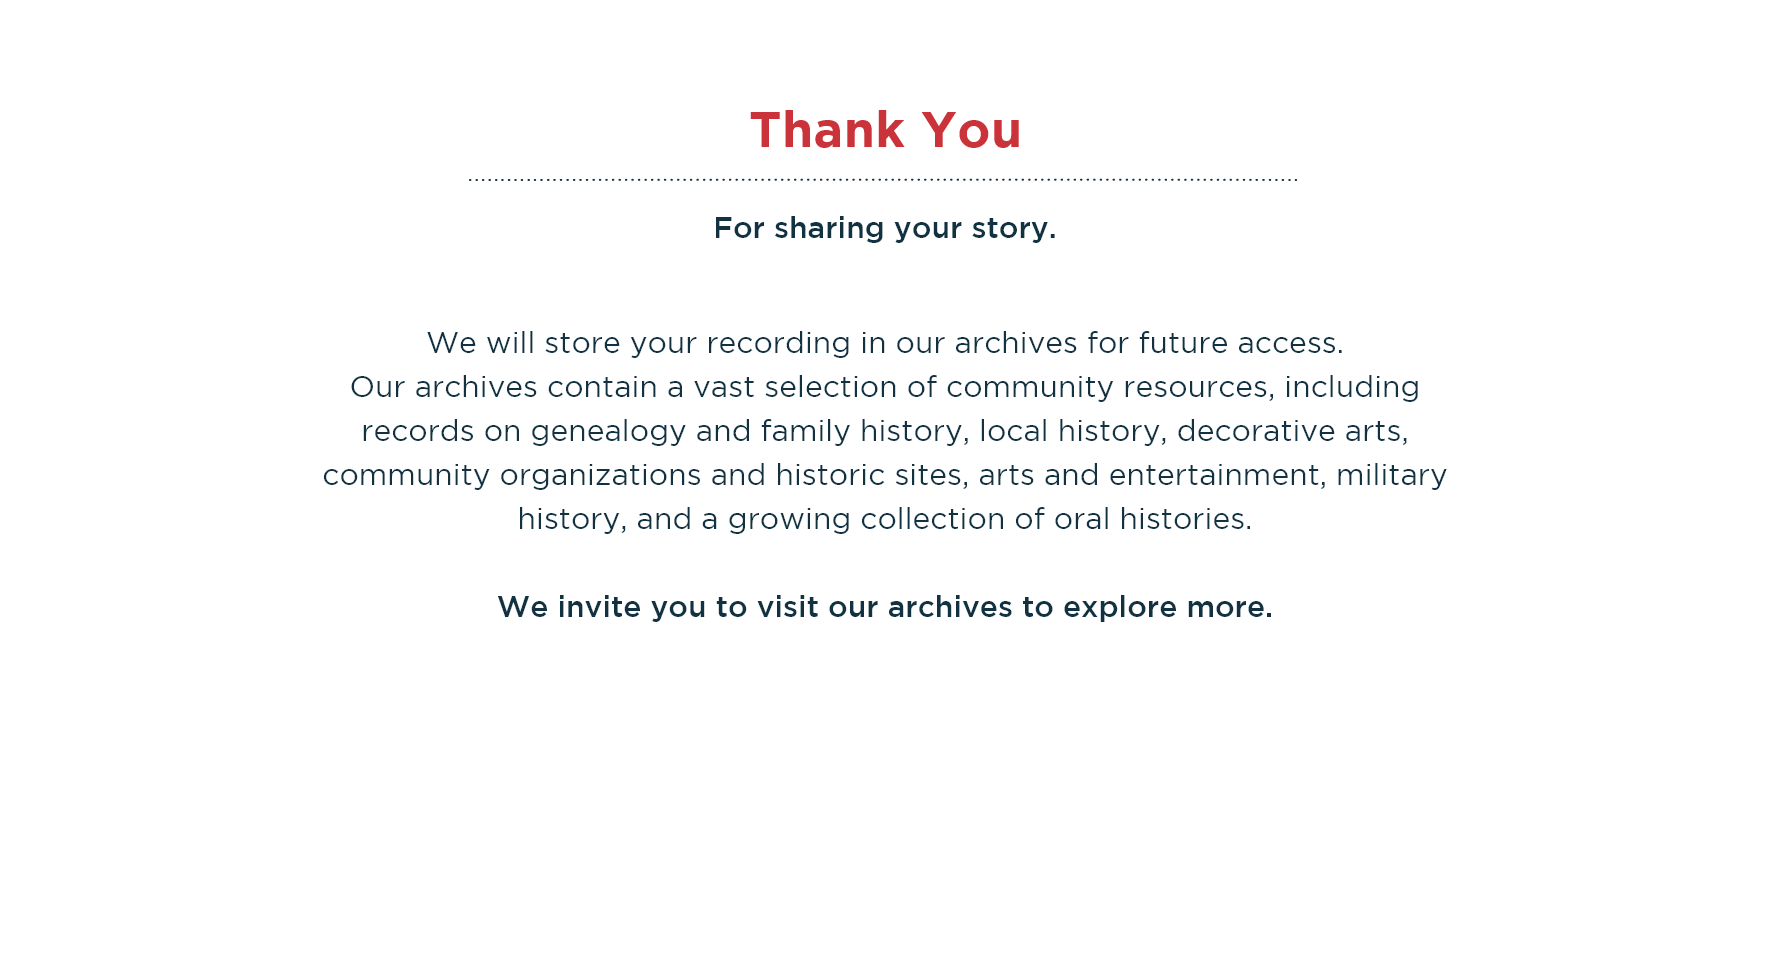 Thank You
For sharing your story.
We will store your recording in our archives for future access.
Our archives contain a vast selection of community resources, including
records on genealogy and family history, local history, decorative arts,
community organizations and historic sites, arts and entertainment, military
history, and a growing collection of oral histories.
We invite you to visit our archives to explore more.